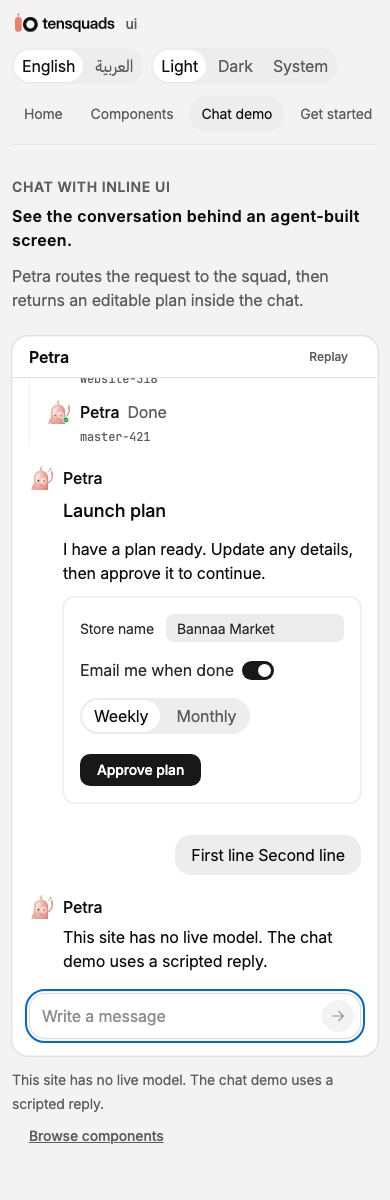 tensquads ui
English العربية Light Dark System
Home Components Chat demo Get started
CHAT WITH INLINE UI
See the conversation behind an agent-built
screen.
Petra routes the request to the squad, then
returns an editable plan inside the chat.
Petra Replay
website-318
Petra Done
master-421
Petra
Launch plan
I have a plan ready. Update any details,
then approve it to continue.
Store name Bannaa Market
Email me when done
Weekly Monthly
Approve plan
First line Second line
Petra
This site has no live model. The chat
demo uses a scripted reply.
Write a message
This site has no live model. The chat demo uses a
scripted reply.
Browse components